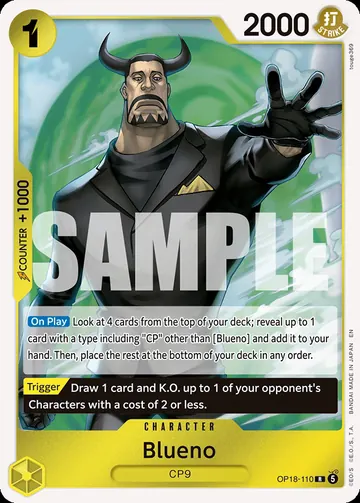 1
2000
打
STRIKE
COUNTER +1000
SAMPLE
On Play Look at 4 cards from the top of your deck; reveal up to 1
card with a type including "CP" other than [Blueno] and add it to your
hand. Then, place the rest at the bottom of your deck in any order.
Trigger Draw 1 card and K.O. up to 1 of your opponent's
Characters with a cost of 2 or less.
CHARACTER
Blueno
CP9
OP18-110 R 5
BANDAI MADE IN JAPAN EN